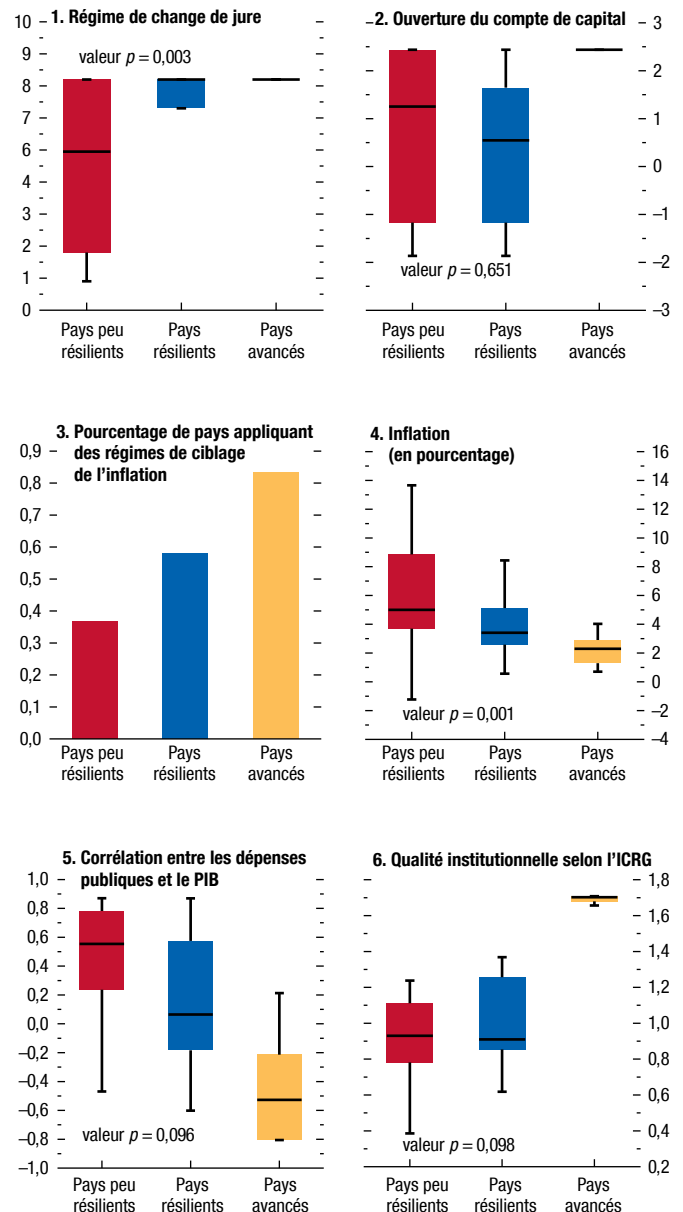 1. Régime de change de jure
valeur p = 0,003
10
9
8
7
6
5
4
3
2
1
0
Pays peu résilients
Pays résilients
Pays avancés
2. Ouverture du compte de capital
valeur p = 0,651
3
2
1
0
–1
–2
–3
Pays peu résilients
Pays résilients
Pays avancés
3. Pourcentage de pays appliquant
des régimes de ciblage
de l’inflation
0,9
0,8
0,7
0,6
0,5
0,4
0,3
0,2
0,1
0,0
Pays peu résilients
Pays résilients
Pays avancés
4. Inflation
(en pourcentage)
valeur p = 0,001
16
14
12
10
8
6
4
2
0
–2
–4
Pays peu résilients
Pays résilients
Pays avancés
5. Corrélation entre les dépenses
publiques et le PIB
valeur p = 0,096
1,0
0,8
0,6
0,4
0,2
0,0
–0,2
–0,4
–0,6
–0,8
–1,0
Pays peu résilients
Pays résilients
Pays avancés
6. Qualité institutionnelle selon l’ICRG
valeur p = 0,098
1,8
1,6
1,4
1,2
1,0
0,8
0,6
0,4
0,2
Pays peu résilients
Pays résilients
Pays avancés